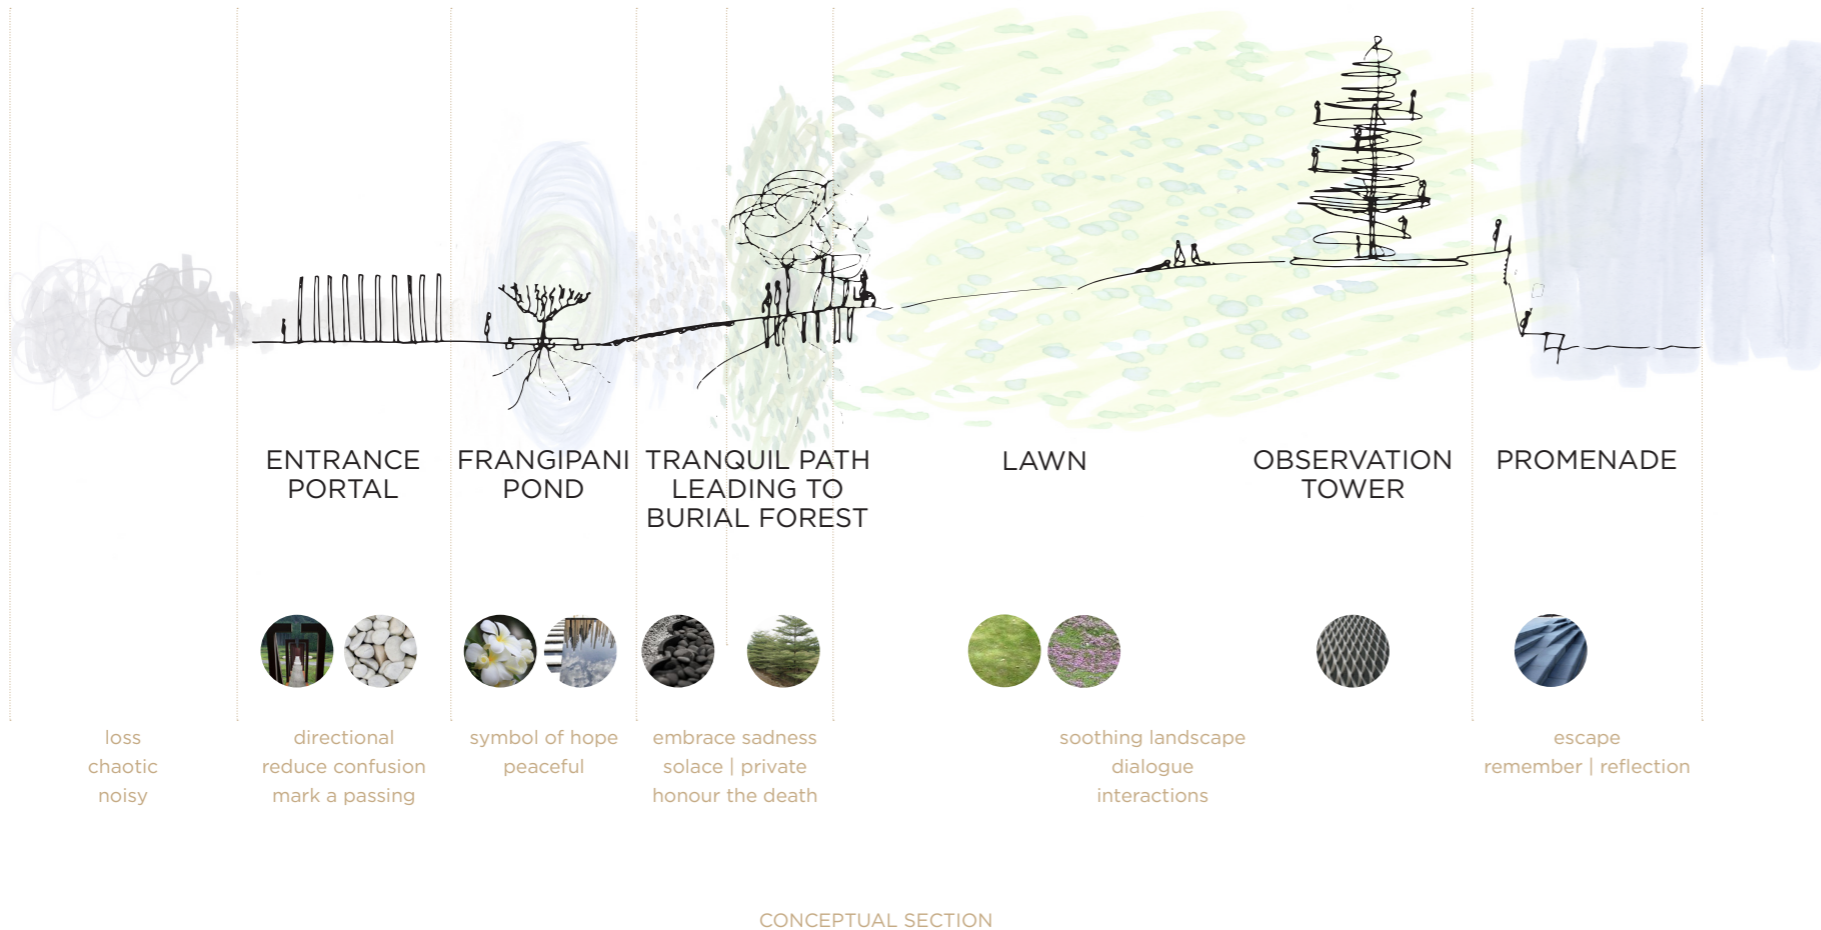 ENTRANCE
PORTAL
FRANGIPANI
POND
TRANQUIL PATH
LEADING TO
BURIAL FOREST
LAWN
OBSERVATION
TOWER
PROMENADE
loss
chaotic
noisy
directional
reduce confusion
mark a passing
symbol of hope
peaceful
embrace sadness
solace | private
honour the death
soothing landscape
dialogue
interactions
escape
remember | reflection
CONCEPTUAL SECTION